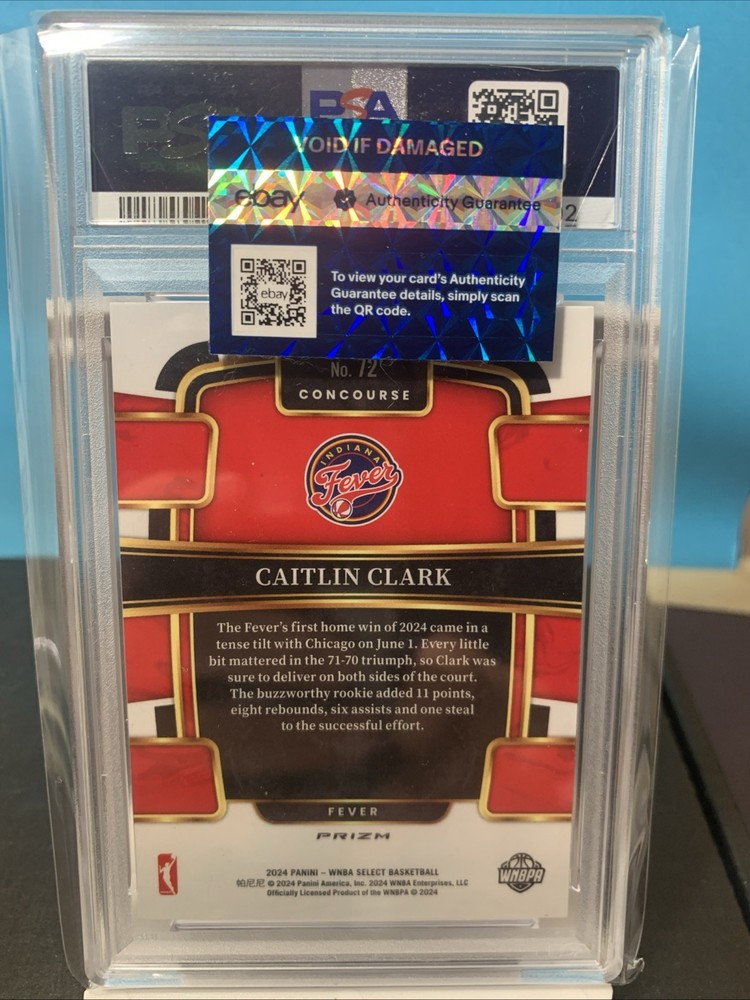 PSA
VOID IF DAMAGED
ebay Authenticity Guarantee
2
ebay
To view your card's Authenticity
Guarantee details, simply scan
the QR code.
No. 72
CONCOURSE
INDIANA
Fever
CAITLIN CLARK
The Fever's first home win of 2024 came in a
tense tilt with Chicago on June 1. Every little
bit mattered in the 71-70 triumph, so Clark was
sure to deliver on both sides of the court.
The buzzworthy rookie added 11 points,
eight rebounds, six assists and one steal
to the successful effort.
FEVER
PRIZM
2024 PANINI – WNBA SELECT BASKETBALL
帕尼尼 © 2024 Panini America, Inc. 2024 WNBA Enterprises, LLC
Officially Licensed Product of the WNBPA © 2024
WNBPA